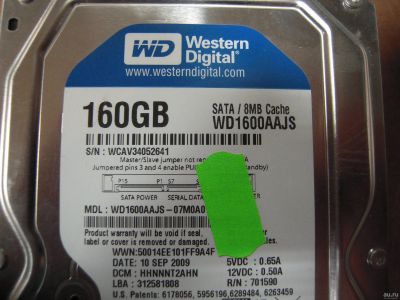 WD Western Digital®
www.westerndigital.com
160GB
SATA / 8MB Cache
WD1600AAJS
S/N : WCAV34052641
Master/Slave jumper not
Jumpered pins 3 and 4 enable
P15 P1 S7
SATA POWER SERIAL DATA
MDL : WD1600AAJS-07M0A0
Product warranty will be void if
seal, or cover is removed or damaged.
WWN:50014EE101FF9A4F
DATE: 10 SEP 2009
5VDC : 0.65A
DCM : HHNNNT2AHN
12VDC : 0.50A
LBA : 312581808
R/N : 701590
U.S. Patents: 6178056, 5956196, 6289484, 6263459
au.ru